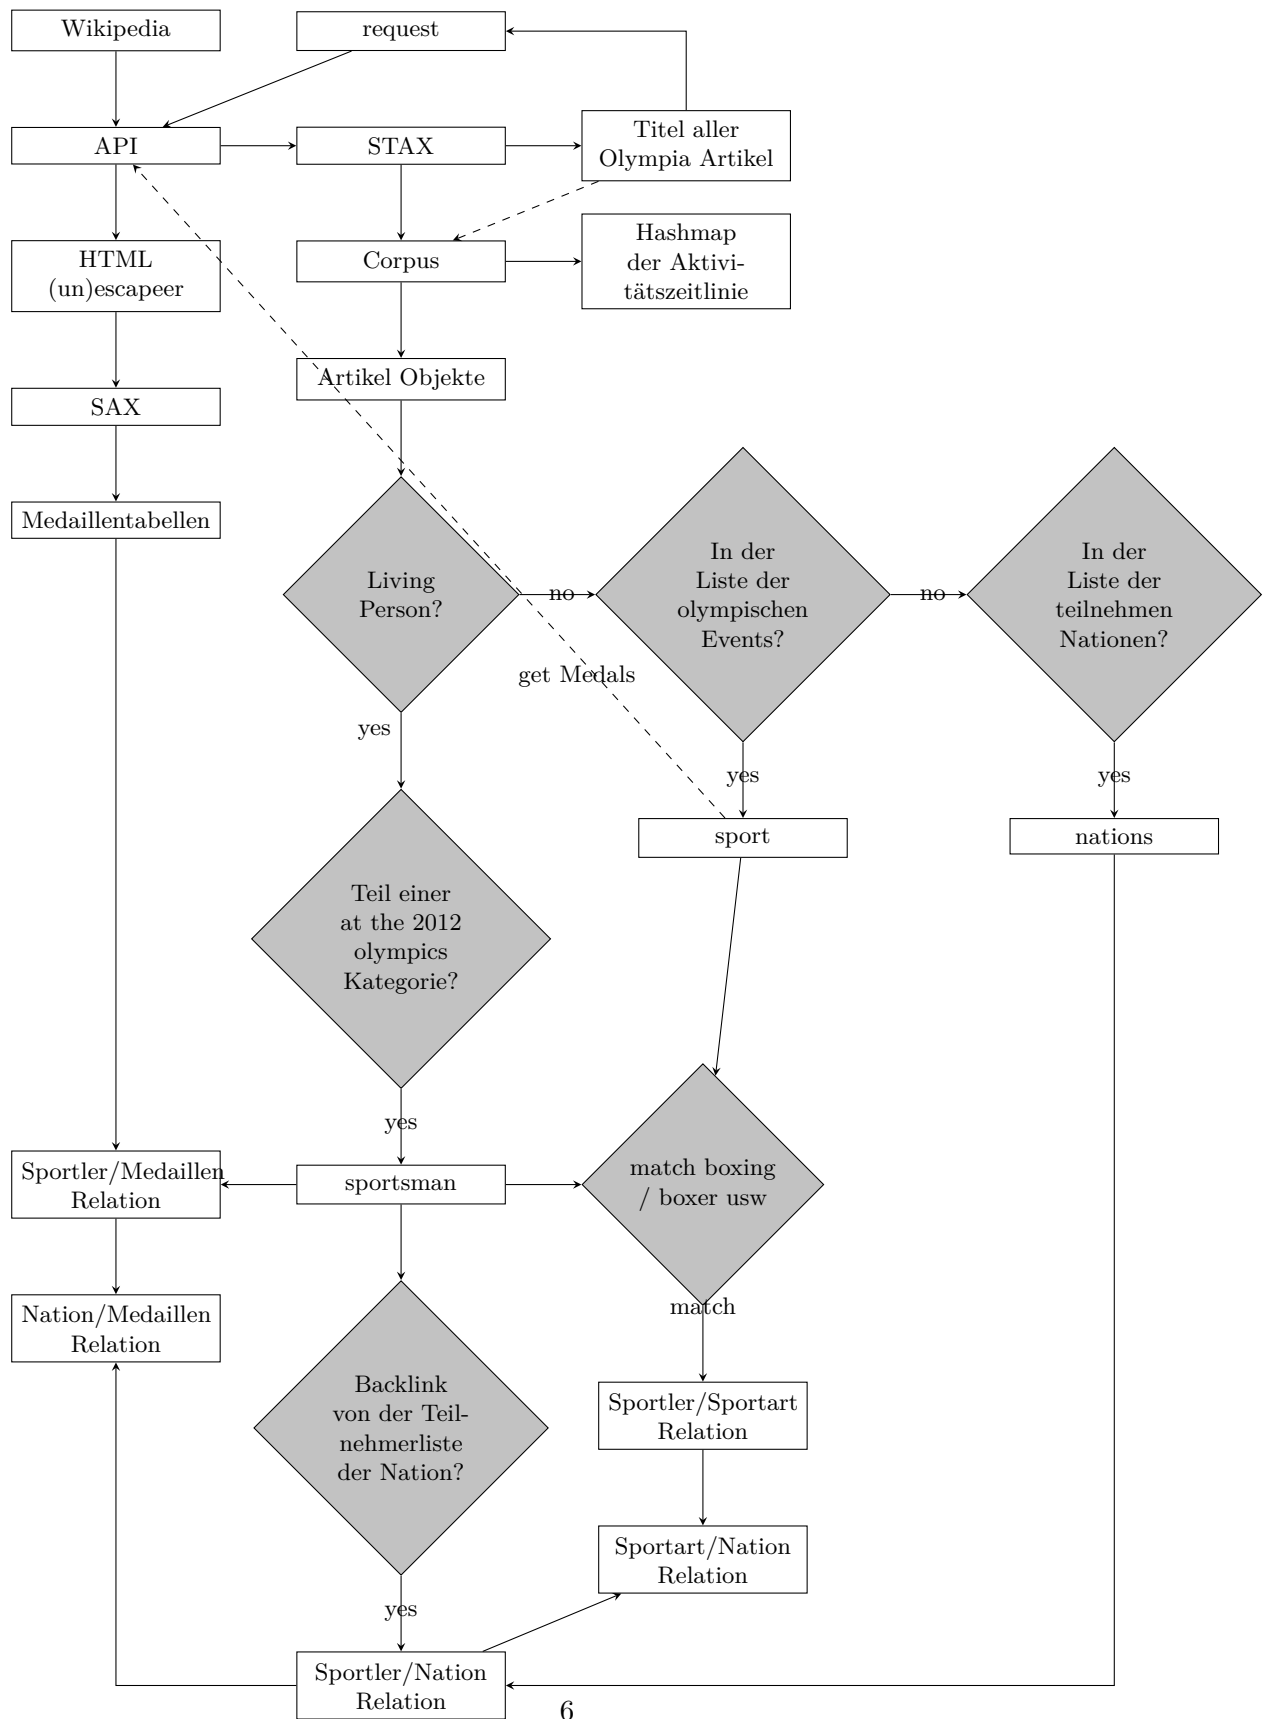 Wikipedia
request
API
STAX
Titel aller
Olympia Artikel
HTML
(un)escapeer
Corpus
Hashmap
der Aktivi-
tätszeitlinie
Artikel Objekte
SAX
Medaillentabellen
Living
Person?
no
In der
Liste der
olympischen
Events?
no
In der
Liste der
teilnehmen
Nationen?
get Medals
yes
yes
yes
sport
nations
Teil einer
at the 2012
olympics
Kategorie?
yes
Sportler/Medaillen
Relation
sportsman
match boxing
/ boxer usw
match
Nation/Medaillen
Relation
Backlink
von der Teil-
nehmerliste
der Nation?
Sportler/Sportart
Relation
Sportart/Nation
Relation
yes
Sportler/Nation
Relation
6